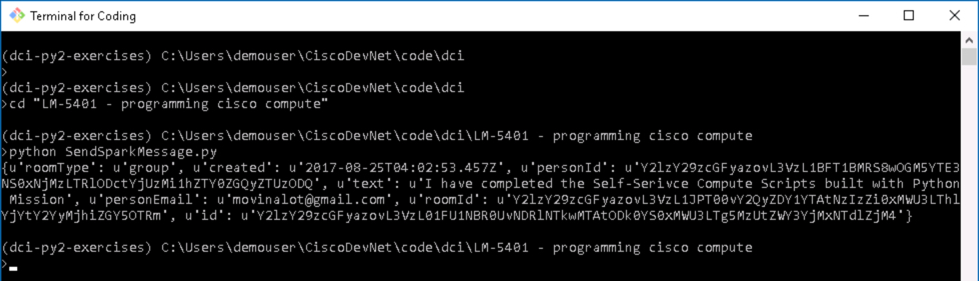 Terminal for Coding
(dci-py2-exercises) C:\Users\demouser\CiscoDevNet\code\dci
>
(dci-py2-exercises) C:\Users\demouser\CiscoDevNet\code\dci
>cd "LM-5401 - programming cisco compute"
(dci-py2-exercises) C:\Users\demouser\CiscoDevNet\code\dci\LM-5401 - programming cisco compute
>python SendSparkMessage.py
{u'roomType': u'group', u'created': u'2017-08-25T04:02:53.457Z', u'personId': u'Y2lzY29zcGFyazovL3VzL1BFT1BMRS8wOGM5YTE3
NS0xNjMzLTRlODctYjUzMi1hZTY0ZGQyZTUzODQ', u'text': u'I have completed the Self-Serivce Compute Scripts built with Python
 Mission', u'personEmail': u'movinalot@gmail.com', u'roomId': u'Y2lzY29zcGFyazovL3VzL1JPT00vY2QyZDY1YTAtNzIzZi0xMWU3LThl
YjYtY2YyMjhiZGY5OTRm', u'id': u'Y2lzY29zcGFyazovL3VzL01FU1NBR0UvNDRlNTkwMTAtODk0YS0xMWU3LTg5MzUtZWY3YjMxNTdlZjM4'}
(dci-py2-exercises) C:\Users\demouser\CiscoDevNet\code\dci\LM-5401 - programming cisco compute
>